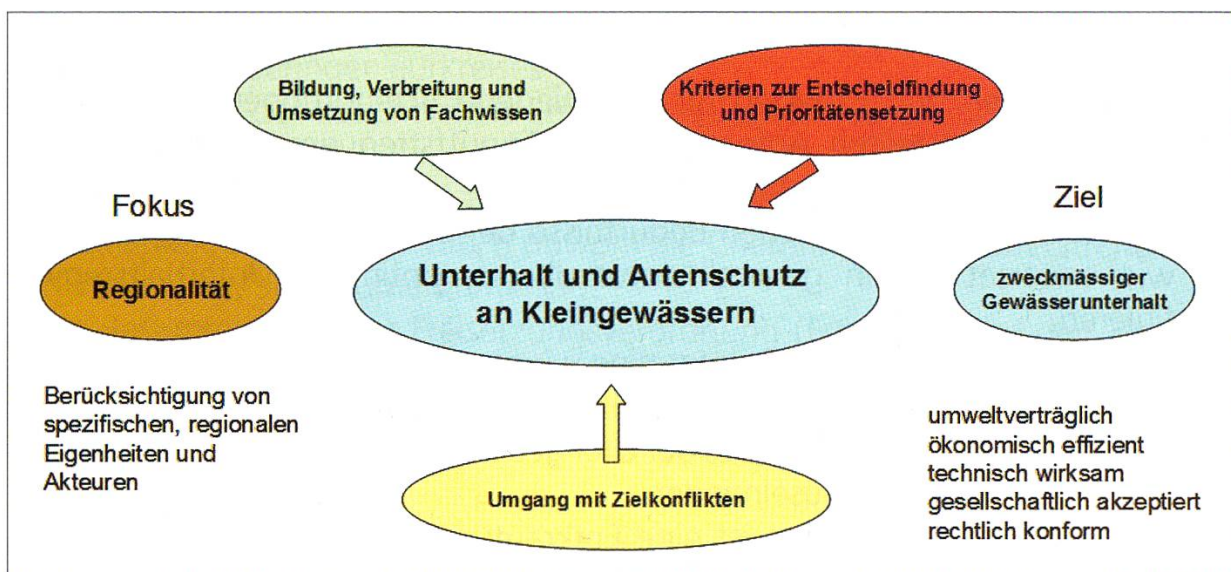 Bildung, Verbreitung und
Umsetzung von Fachwissen
Kriterien zur Entscheidfindung
und Prioritätensetzung
Fokus
Regionalität
Berücksichtigung von
spezifischen, regionalen
Eigenheiten und
Akteuren
Unterhalt und Artenschutz
an Kleingewässern
Umgang mit Zielkonflikten
Ziel
zweckmässiger
Gewässerunterhalt
umweltverträglich
ökonomisch effizient
technisch wirksam
gesellschaftlich akzeptiert
rechtlich konform